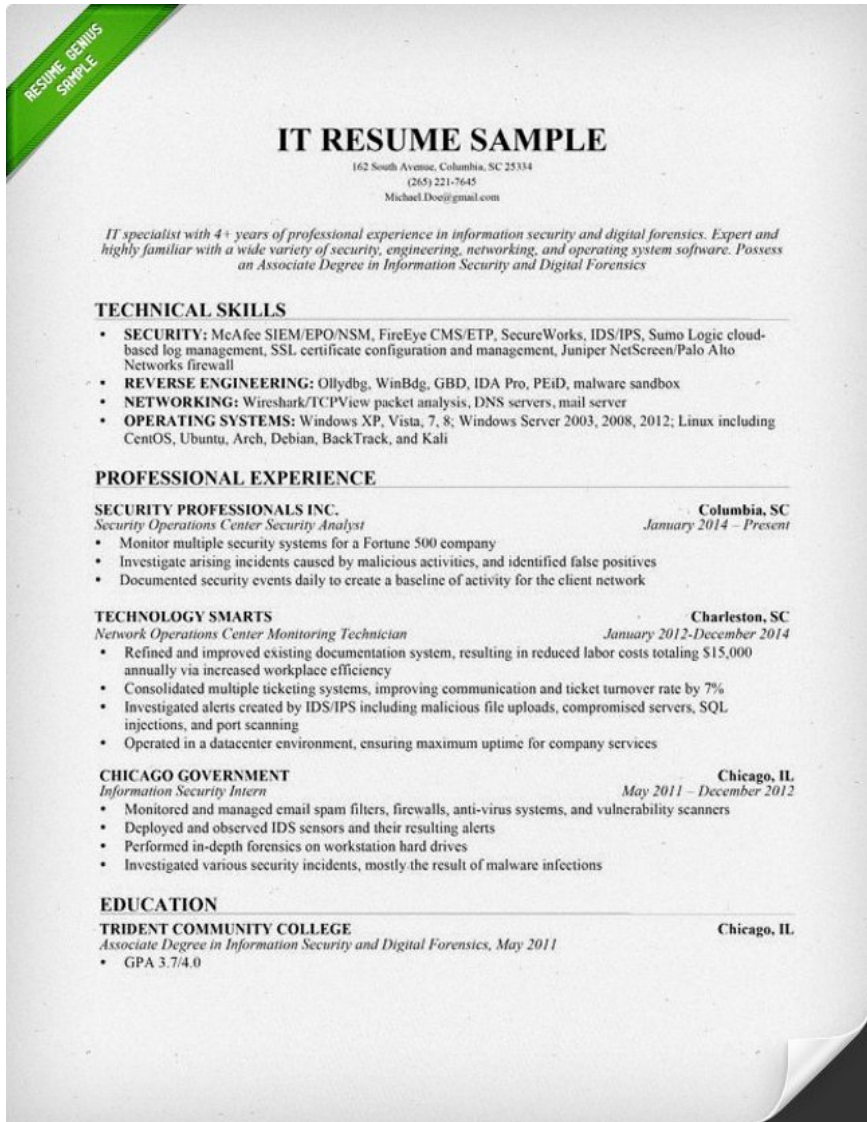 RESUME GENIUS
SAMPLE
IT RESUME SAMPLE
162 South Avenue, Columbia, SC 25334
(265) 221-7645
Michael.Doe@gmail.com
IT specialist with 4+ years of professional experience in information security and digital forensics. Expert and
highly familiar with a wide variety of security, engineering, networking, and operating system software. Possess
an Associate Degree in Information Security and Digital Forensics
TECHNICAL SKILLS
• SECURITY: McAfee SIEM/EPO/NSM, FireEye CMS/ETP, SecureWorks, IDS/IPS, Sumo Logic cloud-
based log management, SSL certificate configuration and management, Juniper NetScreen/Palo Alto
Networks firewall
• REVERSE ENGINEERING: Ollydbg, WinBdg, GBD, IDA Pro, PEiD, malware sandbox
• NETWORKING: Wireshark/TCPView packet analysis, DNS servers, mail server
• OPERATING SYSTEMS: Windows XP, Vista, 7, 8; Windows Server 2003, 2008, 2012; Linux including
CentOS, Ubuntu, Arch, Debian, BackTrack, and Kali
PROFESSIONAL EXPERIENCE
SECURITY PROFESSIONALS INC. Columbia, SC
Security Operations Center Security Analyst January 2014 – Present
• Monitor multiple security systems for a Fortune 500 company
• Investigate arising incidents caused by malicious activities, and identified false positives
• Documented security events daily to create a baseline of activity for the client network
TECHNOLOGY SMARTS Charleston, SC
Network Operations Center Monitoring Technician January 2012-December 2014
• Refined and improved existing documentation system, resulting in reduced labor costs totaling $15,000
annually via increased workplace efficiency
• Consolidated multiple ticketing systems, improving communication and ticket turnover rate by 7%
• Investigated alerts created by IDS/IPS including malicious file uploads, compromised servers, SQL
injections, and port scanning
• Operated in a datacenter environment, ensuring maximum uptime for company services
CHICAGO GOVERNMENT Chicago, IL
Information Security Intern May 2011 – December 2012
• Monitored and managed email spam filters, firewalls, anti-virus systems, and vulnerability scanners
• Deployed and observed IDS sensors and their resulting alerts
• Performed in-depth forensics on workstation hard drives
• Investigated various security incidents, mostly the result of malware infections
EDUCATION
TRIDENT COMMUNITY COLLEGE Chicago, IL
Associate Degree in Information Security and Digital Forensics, May 2011
• GPA 3.7/4.0